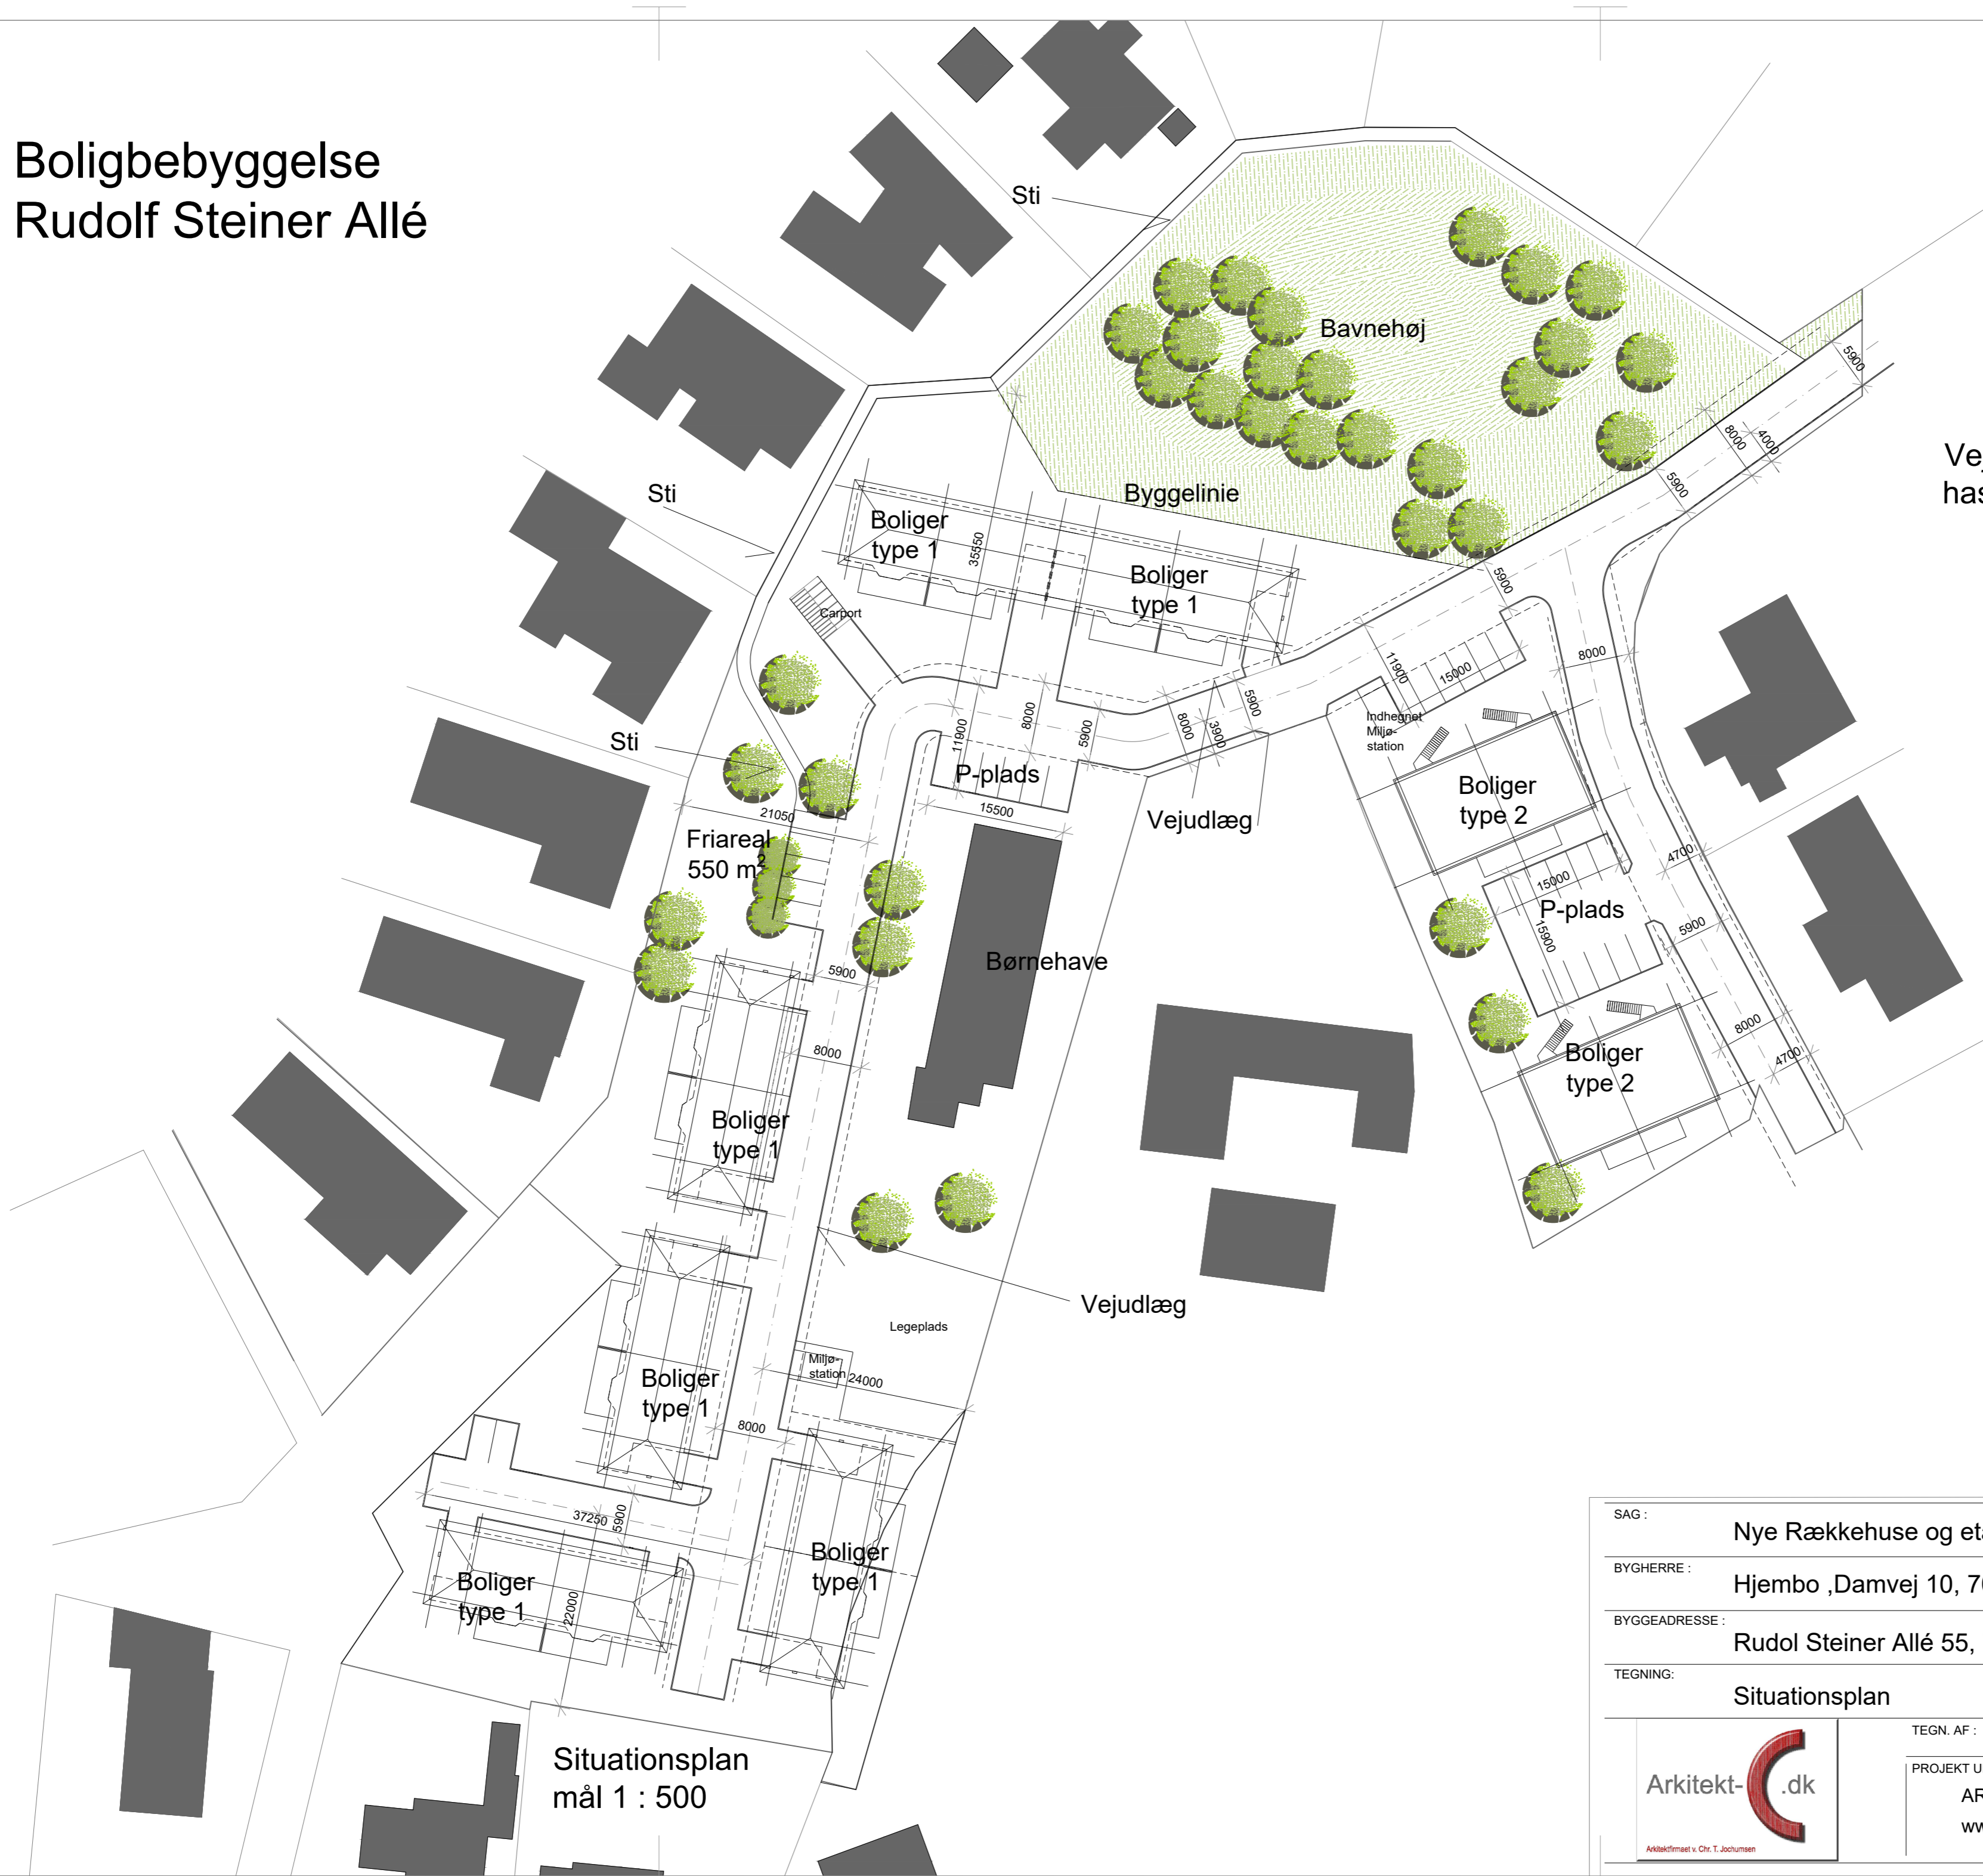 Boligbebyggelse
Rudolf Steiner Allé
Sti
Bavnehøj
5900
8000
4000
5900
Sti
Byggelinie
Boliger
type 1
35550
Boliger
type 1
5900
Carport
11900
15000
8000
Sti
Indhegnet
Miljø-
station
11900
8000
5900
8000
3900
5900
P-plads
15500
Vejudlæg
Boliger
type 2
21050
Friareal
550 m²
4700
15000
P-plads
15900
5900
Børnehave
5900
8000
8000
4700
Boliger
type 2
Boliger
type 1
Vejudlæg
Legeplads
Miljø-
station
24000
Boliger
type 1
8000
37250
5900
Boliger
type 1
22000
Boliger
type 1
Situationsplan
mål 1 : 500
SAG :
Nye Rækkehuse og
BYGHERRE :
Hjembo ,Damvej 10,
BYGGEADRESSE :
Rudol Steiner Allé 55,
TEGNING:
Situationsplan
TEGN. AF :
PROJEKT
Arkitekt- .dk
Arkitektfirmaet v. Chr. T. Jochumsen